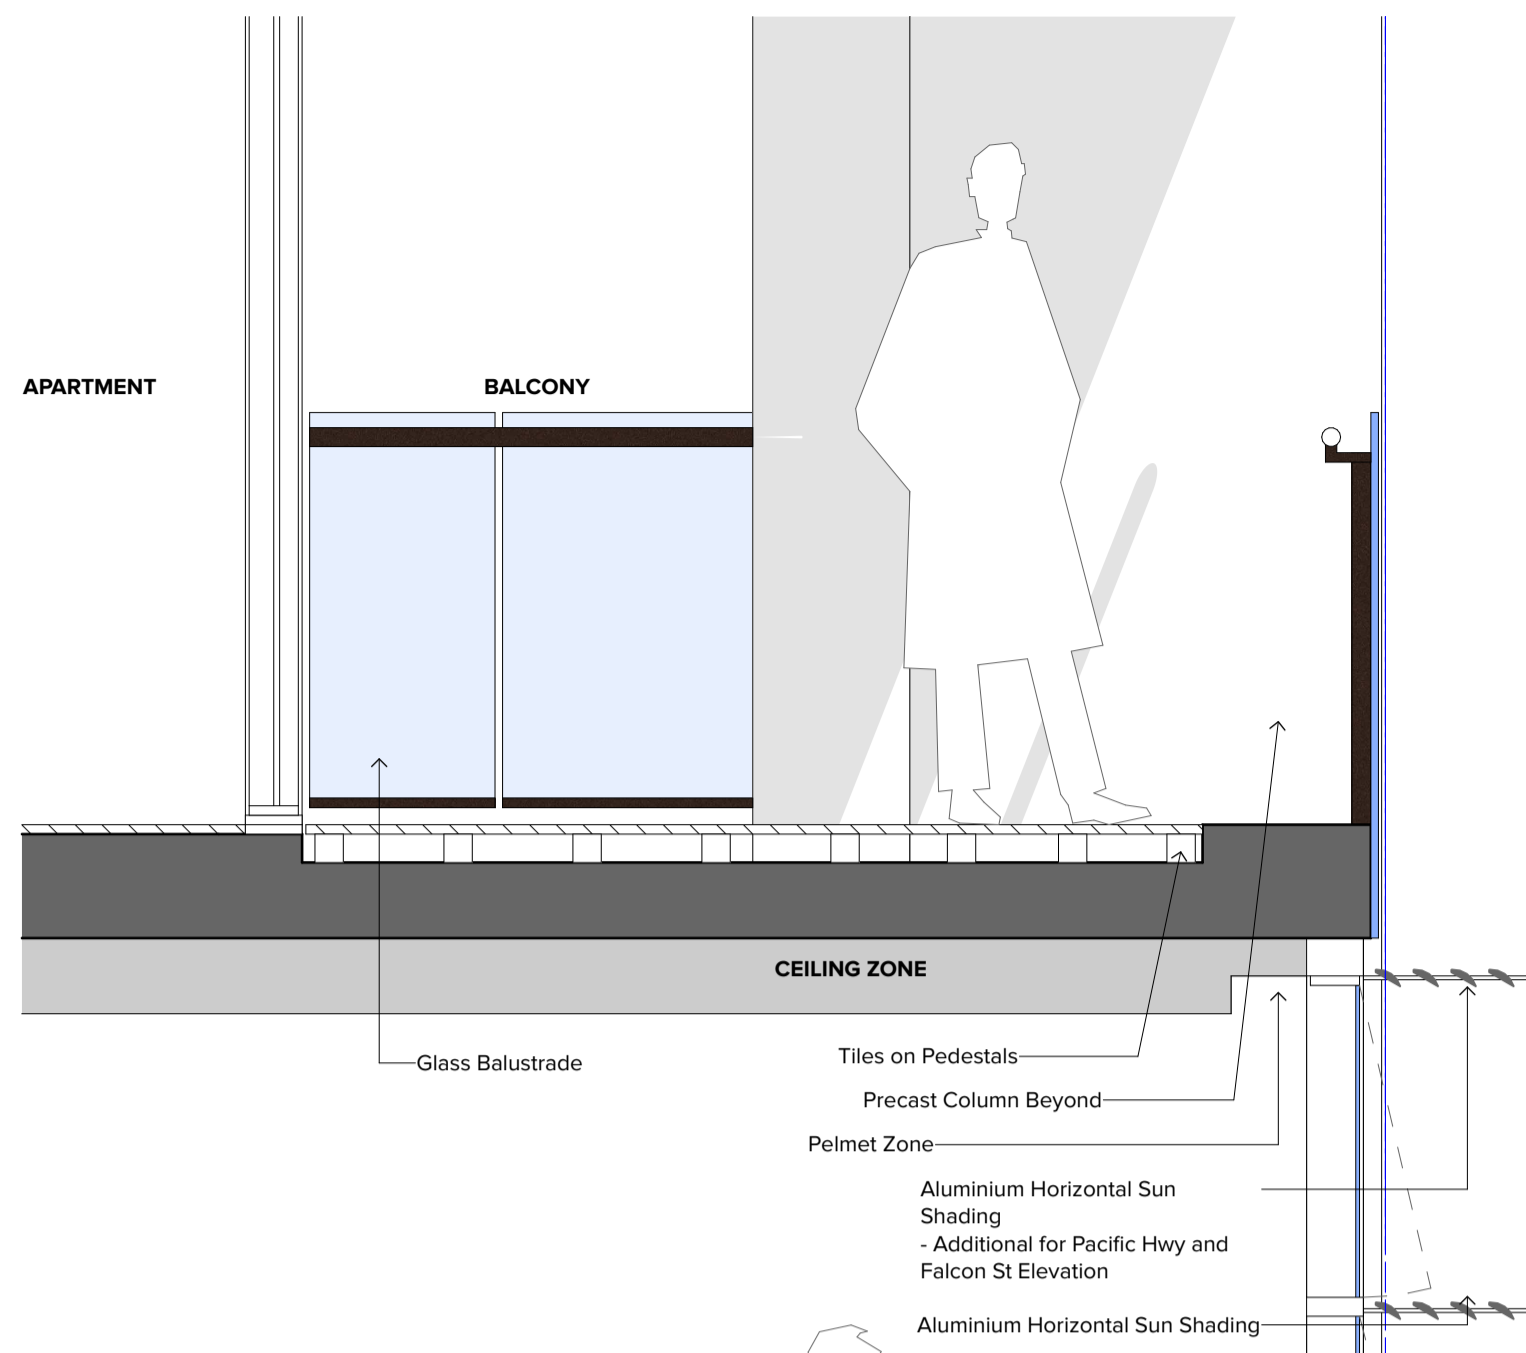 APARTMENT
BALCONY
CEILING ZONE
Glass Balustrade
Tiles on Pedestals
Precast Column Beyond
Pelmet Zone
Aluminium Horizontal Sun
Shading
- Additional for Pacific Hwy and
Falcon St Elevation
Aluminium Horizontal Sun Shading